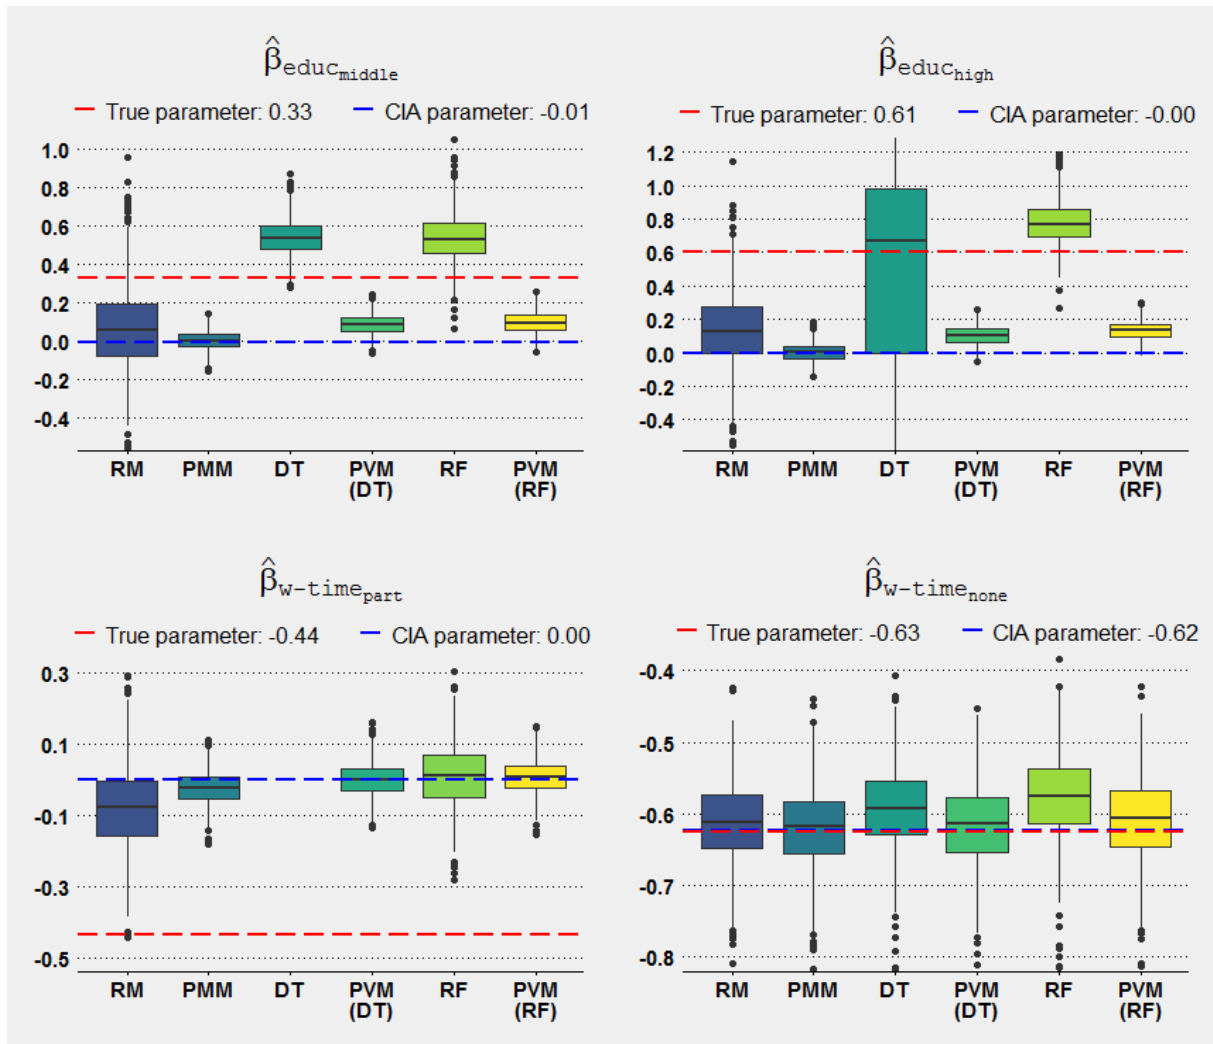 β̂educmiddle
True parameter: 0.33 CIA parameter: -0.01
1.0
0.8
0.6
0.4
0.2
0.0
-0.2
-0.4
RM PMM DT PVM (DT) RF PVM (RF)
β̂educhigh
True parameter: 0.61 CIA parameter: -0.00
1.2
1.0
0.8
0.6
0.4
0.2
0.0
-0.2
-0.4
RM PMM DT PVM (DT) RF PVM (RF)
β̂w-timepart
True parameter: -0.44 CIA parameter: 0.00
0.3
0.1
-0.1
-0.3
-0.5
RM PMM DT PVM (DT) RF PVM (RF)
β̂w-timenone
True parameter: -0.63 CIA parameter: -0.62
-0.4
-0.5
-0.6
-0.7
-0.8
RM PMM DT PVM (DT) RF PVM (RF)